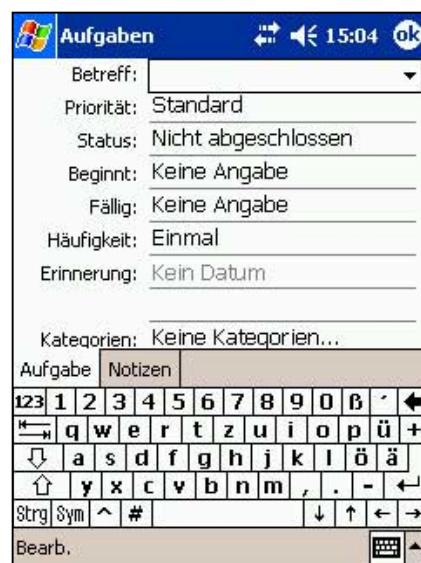 Aufgaben 15:04 ok
Betreff:
Priorität: Standard
Status: Nicht abgeschlossen
Beginnt: Keine Angabe
Fällig: Keine Angabe
Häufigkeit: Einmal
Erinnerung: Kein Datum
Kategorien: Keine Kategorien...
Aufgabe Notizen
123 1 2 3 4 5 6 7 8 9 0 ß ´
q w e r t z u i o p ü +
a s d f g h j k l ö ä
y x c v b n m , . -
Strg Sym ^ #
Bearb.